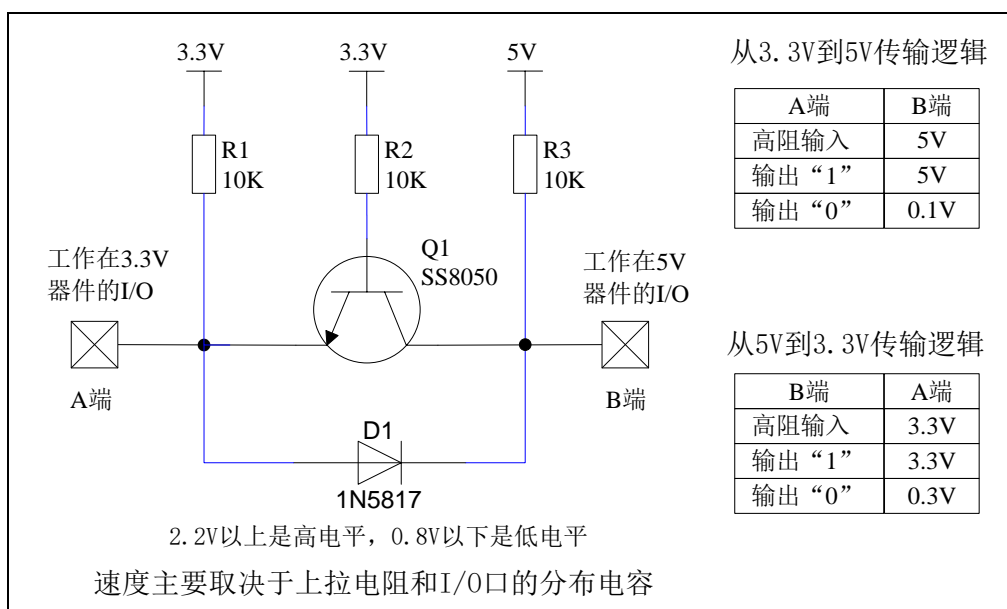 3.3V 3.3V 5V
R1
10K
R2
10K
R3
10K
Q1
SS8050
工作在3.3V
器件的I/O
工作在5V
器件的I/O
A端
B端
D1
1N5817
2.2V以上是高电平，0.8V以下是低电平
速度主要取决于上拉电阻和I/O口的分布电容
从3.3V到5V传输逻辑
A端 B端
高阻输入 5V
输出“1” 5V
输出“0” 0.1V
从5V到3.3V传输逻辑
B端 A端
高阻输入 3.3V
输出“1” 3.3V
输出“0” 0.3V